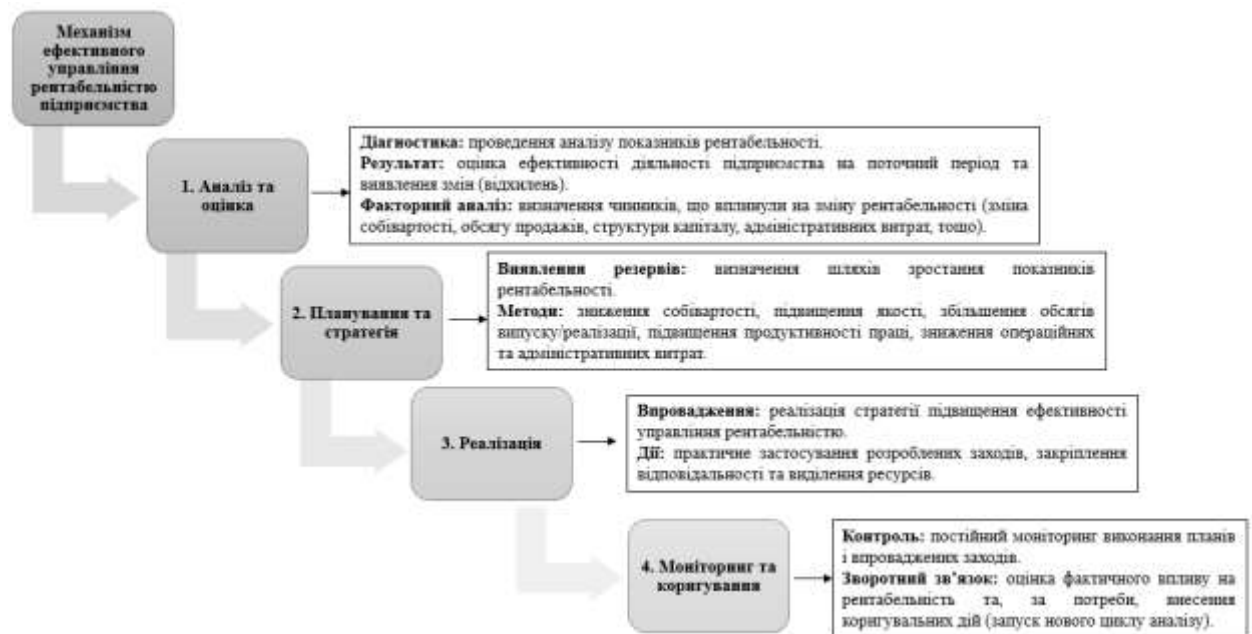 Механізм
ефективного
управління
рентабельністю
підприємства
1. Аналіз та
оцінка
Діагностика: проведення аналізу показників рентабельності.
Результат: оцінка ефективності діяльності підприємства на поточний період та
виявлення змін (відхилень).
Факторний аналіз: визначення чинників, що вплинули на зміну рентабельності (зміна
собівартості, обсягу продажів, структури капіталу, адміністративних витрат, тощо).
2. Планування та
стратегія
Виявлення резервів: визначення шляхів зростання показників
рентабельності.
Методи: зниження собівартості, підвищення якості, збільшення обсягів
випуску/реалізації, підвищення продуктивності праці, зниження операційних
та адміністративних витрат.
3. Реалізація
Впровадження: реалізація стратегії підвищення ефективності
управління рентабельністю.
Дії: практичне застосування розроблених заходів, закріплення
відповідальності та виділення ресурсів.
4. Моніторинг та
коригування
Контроль: постійний моніторинг виконання планів
і впроваджених заходів.
Зворотний зв’язок: оцінка фактичного впливу на
рентабельність та, за потреби, внесення
коригувальних дій (запуск нового циклу аналізу).